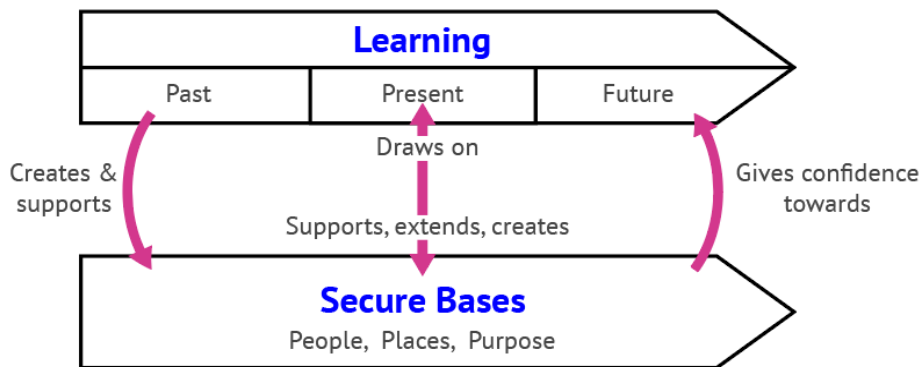 Learning
Past
Present
Future
Creates &
supports
Draws on
Supports, extends, creates
Gives confidence
towards
Secure Bases
People, Places, Purpose